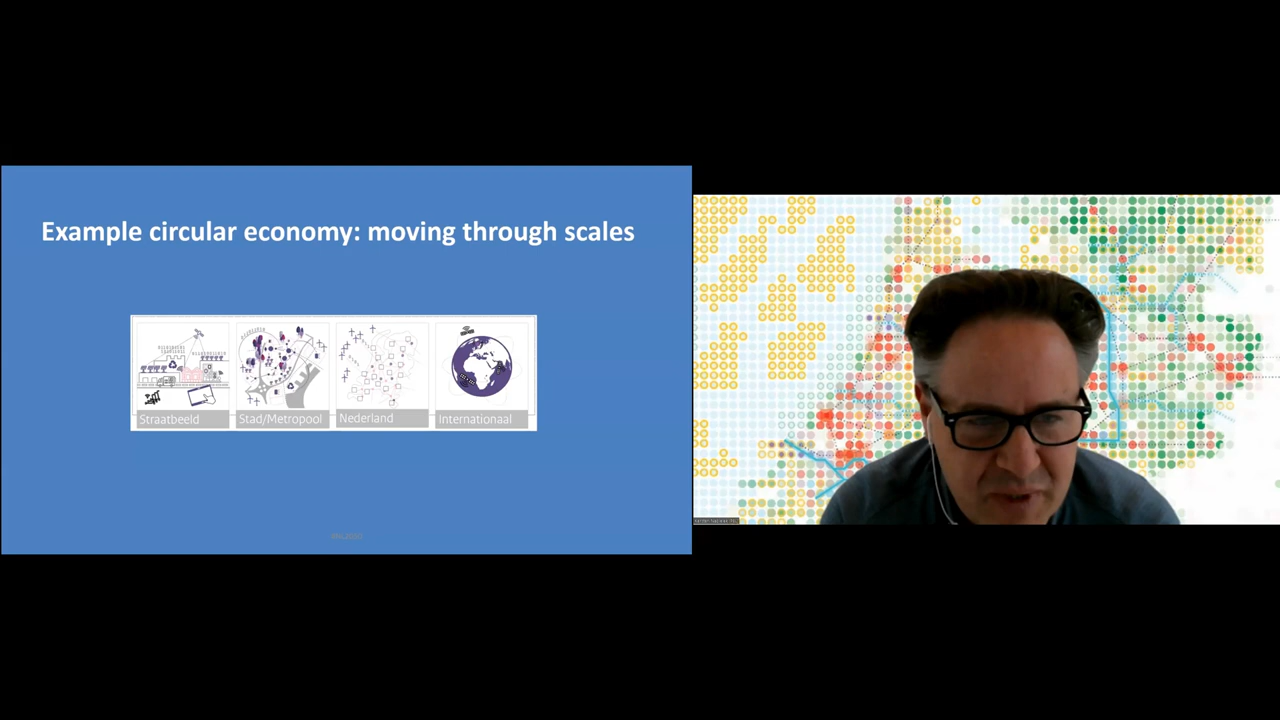 Example circular economy: moving through scales
Straatbeeld
Stad/Metropool
Nederland
Internationaal